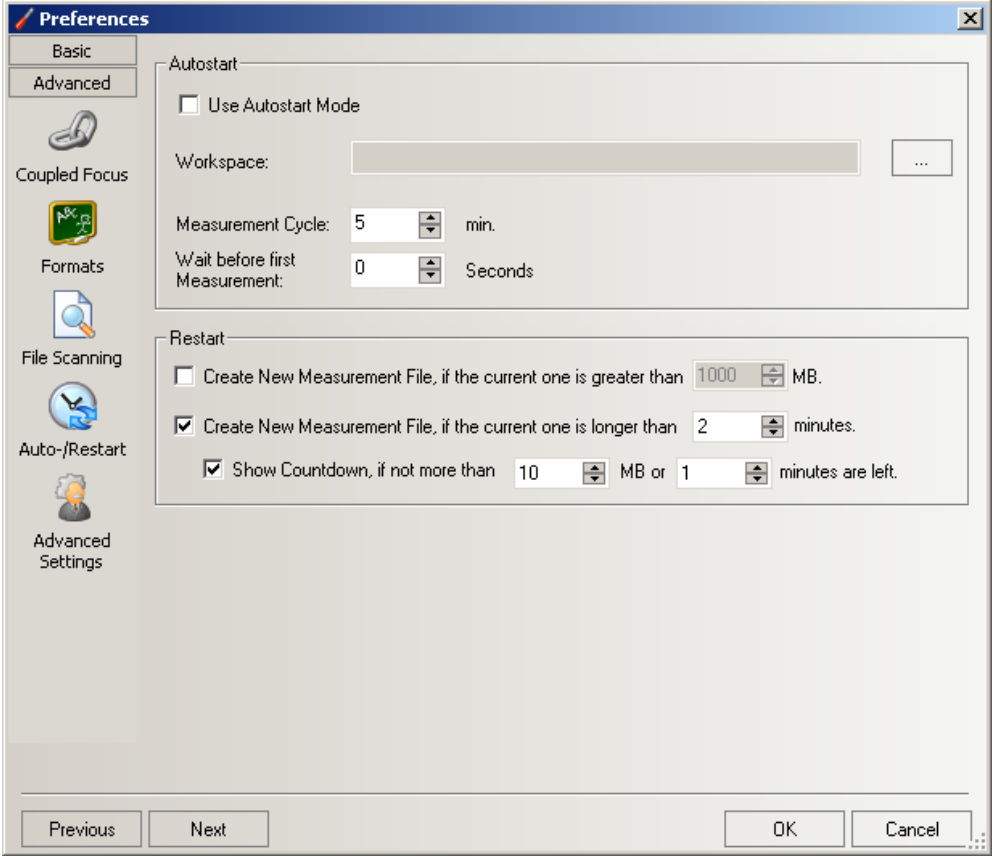 Preferences
Basic
Advanced
Coupled Focus
Formats
File Scanning
Auto-/Restart
Advanced
Settings
Autostart
Use Autostart Mode
Workspace: ...
Measurement Cycle: 5 min.
Wait before first
Measurement: 0 Seconds
Restart
Create New Measurement File, if the current one is greater than 1000 MB.
Create New Measurement File, if the current one is longer than 2 minutes.
Show Countdown, if not more than 10 MB or 1 minutes are left.
Previous Next OK Cancel